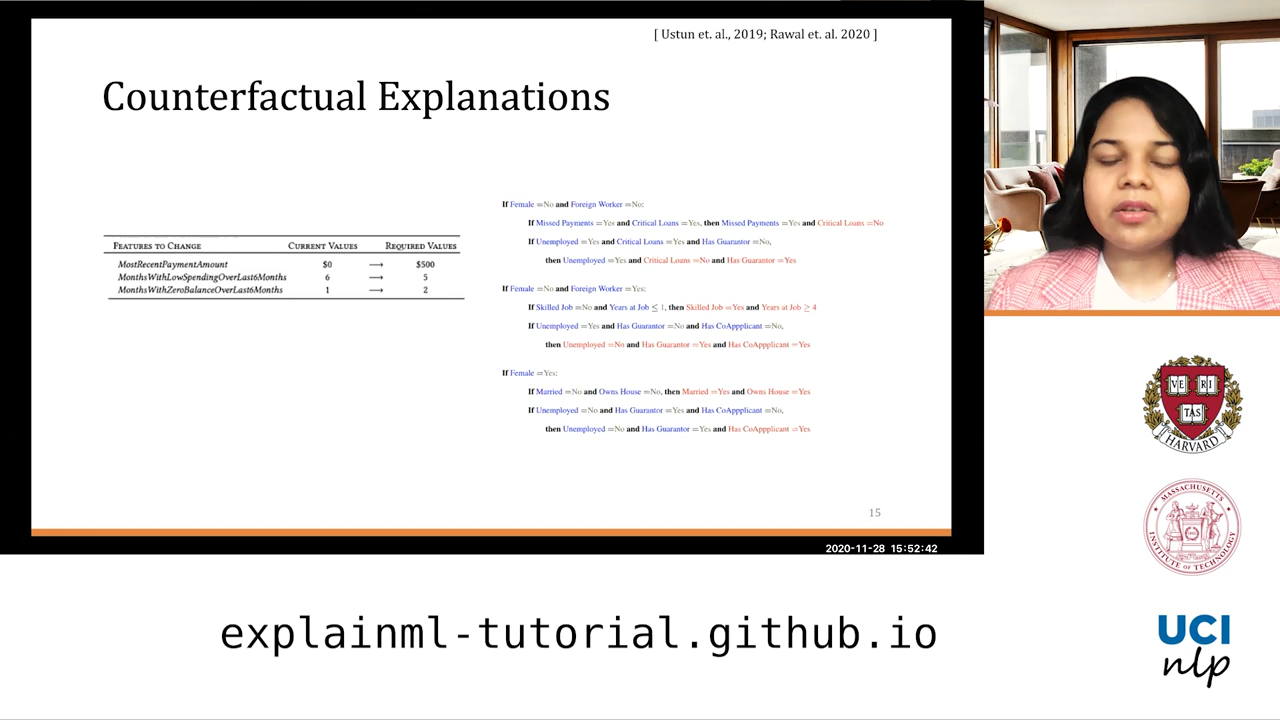 [ Ustun et. al., 2019; Rawal et. al. 2020 ]
Counterfactual Explanations
FEATURES TO CHANGE CURRENT VALUES REQUIRED VALUES
MostRecentPaymentAmount $0 → $500
MonthsWithLowSpendingOverLast6Months 6 → 5
MonthsWithZeroBalanceOverLast6Months 1 → 2
If Female =No and Foreign Worker =No:
If Missed Payments =Yes and Critical Loans =Yes, then Missed Payments =Yes and Critical Loans =No
If Unemployed =Yes and Critical Loans =Yes and Has Guarantor =No,
then Unemployed =Yes and Critical Loans =No and Has Guarantor =Yes
If Female =No and Foreign Worker =Yes:
If Skilled Job =No and Years at Job ≤ 1, then Skilled Job =Yes and Years at Job ≥ 4
If Unemployed =Yes and Has Guarantor =No and Has CoAppplicant =No,
then Unemployed =No and Has Guarantor =Yes and Has CoAppplicant =Yes
If Female =Yes:
If Married =No and Owns House =No, then Married =Yes and Owns House =Yes
If Unemployed =No and Has Guarantor =Yes and Has CoAppplicant =No,
then Unemployed =No and Has Guarantor =Yes and Has CoAppplicant =Yes
15
2020-11-28 15:52:42
VE RI
TAS
HARVARD
MASSACHUSETTS
INSTITUTE OF TECHNOLOGY
UCI
nlp
explainml-tutorial.github.io